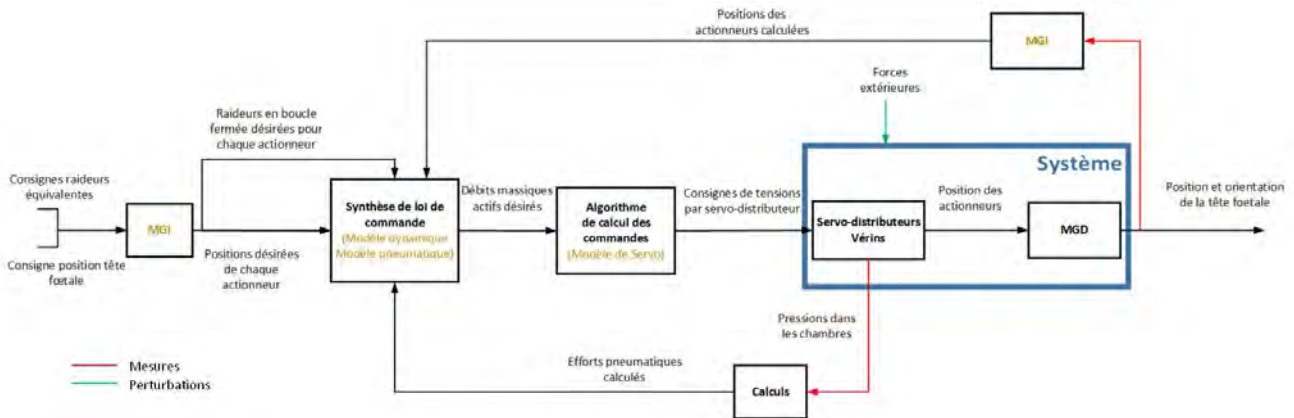 Positions des
actionneurs calculées
MGI
Forces
extérieures
Raideurs en boucle
fermée désirées pour
chaque actionneur
Système
Consignes raideurs
équivalentes
MGI
Consigne position tête
fœtale
Positions désirées
de chaque
actionneur
Synthèse de loi de
commande
(Modèle dynamique
Modèle pneumatique)
Débits massiques
actifs désirés
Algorithme
de calcul des
commandes
(Modèle de Servo)
Consignes de tensions
par servo-distributeur
Servo-distributeurs
Vérins
Position des
actionneurs
MGD
Position et orientation
de la tête foetale
Pressions dans
les chambres
Efforts pneumatiques
calculés
Calculs
Mesures
Perturbations